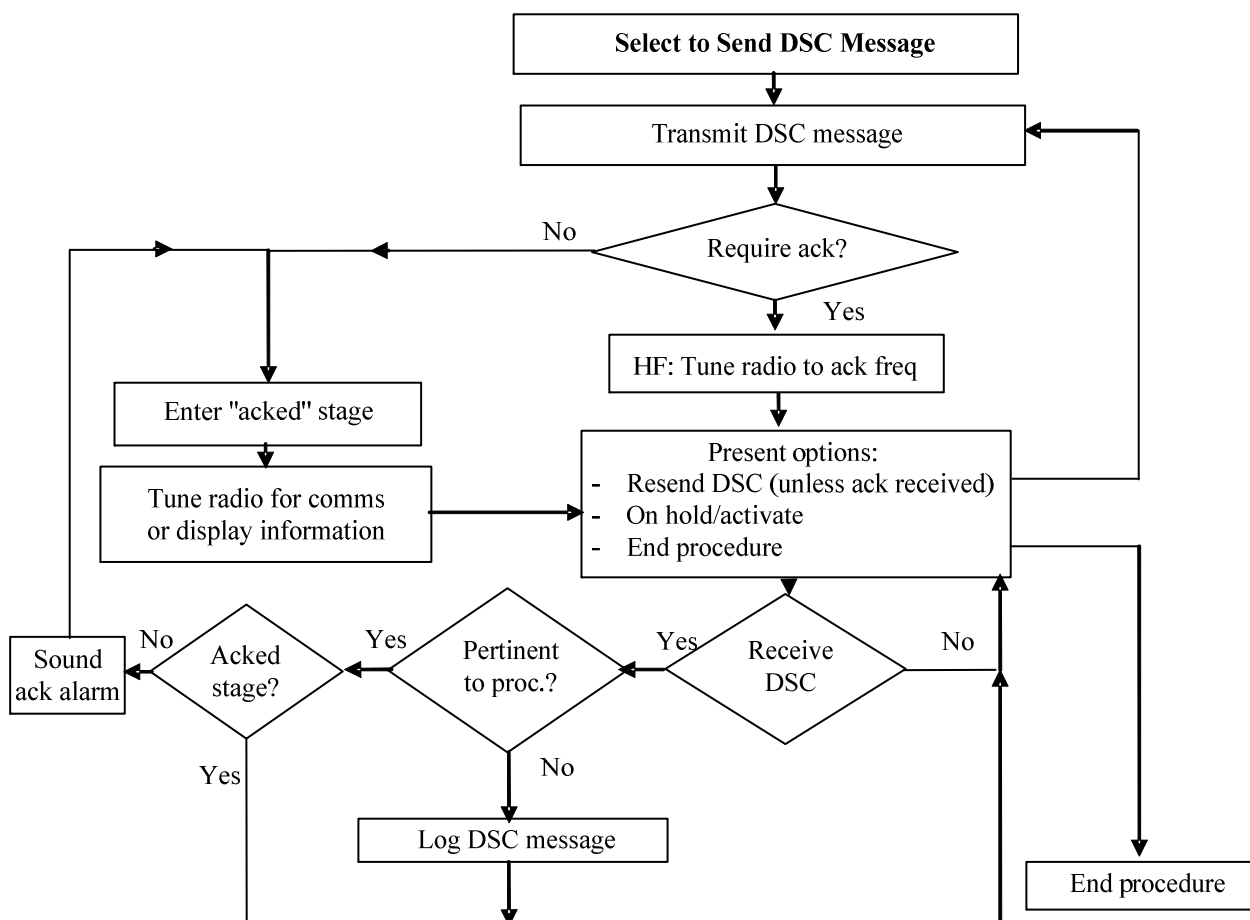 Select to Send DSC Message
Transmit DSC message
No
Require ack?
Yes
HF: Tune radio to ack freq
Enter "acked" stage
Present options:
- Resend DSC (unless ack received)
- On hold/activate
- End procedure
Tune radio for comms
or display information
No
Sound
ack alarm
Acked
stage?
Yes
Pertinent
to proc.?
Yes
Receive
DSC
No
Yes
No
Log DSC message
End procedure